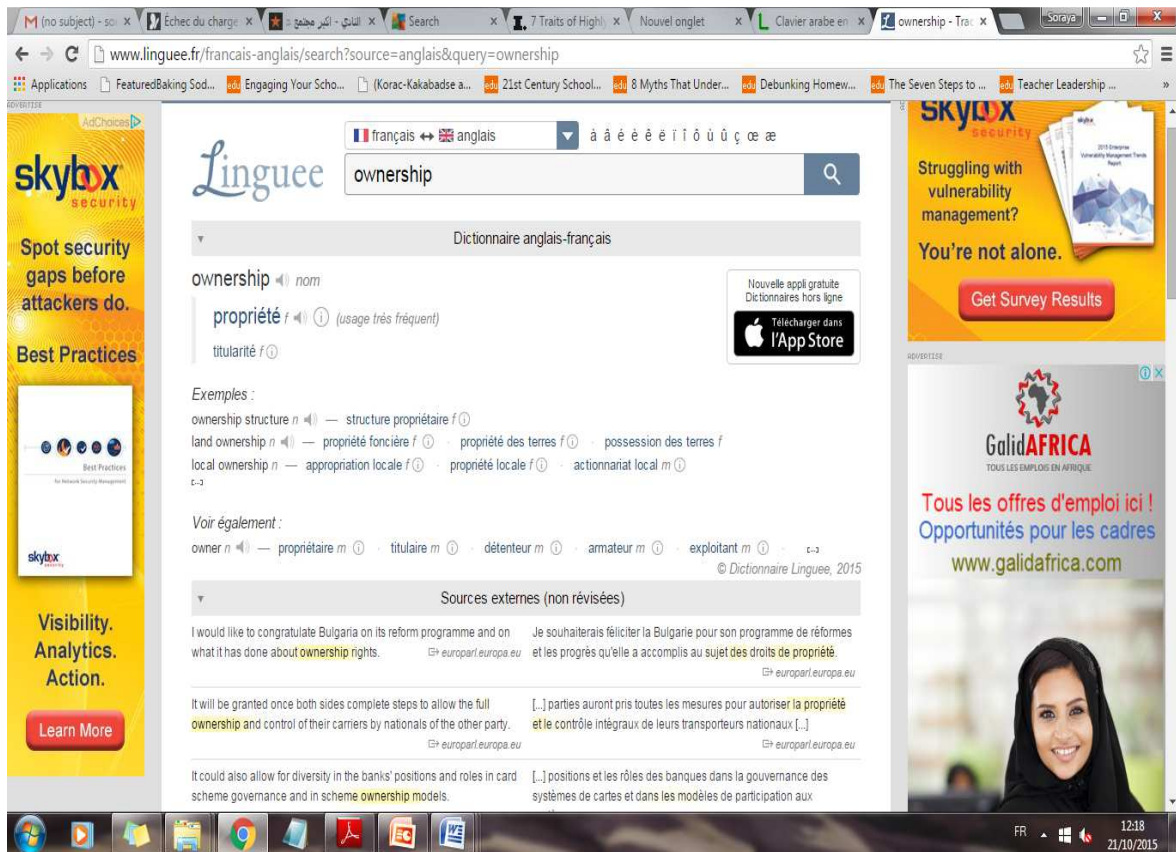 M (no subject) - so
Échec du charge
النادي - اكبر مجتمع د
Search
7 Traits of Highly
Nouvel onglet
Clavier arabe en
ownership - Trad
Soraya
www.linguee.fr/francais-anglais/search?source=anglais&query=ownership
Applications FeaturedBaking Sod... Engaging Your Scho... (Korac-Kakabadse a... 21st Century School... 8 Myths That Under... Debunking Homew... The Seven Steps to ... Teacher Leadership ... »
ADVERTISE
AdChoices
skybox
security
Spot security
gaps before
attackers do.
Best Practices
Best Practices
for Network Security Management
skybox
Visibility.
Analytics.
Action.
Learn More
Linguee
français ↔ anglais
à â é è ê ë ï î ô ù û ç œ æ
ownership
Dictionnaire anglais-français
ownership nom
propriété f (usage très fréquent)
titularité f
Nouvelle appli gratuite
Dictionnaires hors ligne
Télécharger dans
l'App Store
Exemples :
ownership structure n — structure propriétaire f
land ownership n — propriété foncière f · propriété des terres f · possession des terres f
local ownership n — appropriation locale f · propriété locale f · actionnariat local m
[...]
Voir également :
owner n — propriétaire m · titulaire m · détenteur m · armateur m · exploitant m · [...]
© Dictionnaire Linguee, 2015
Sources externes (non révisées)
I would like to congratulate Bulgaria on its reform programme and on
what it has done about ownership rights.
europarl.europa.eu
Je souhaiterais féliciter la Bulgarie pour son programme de réformes
et les progrès qu'elle a accomplis au sujet des droits de propriété.
europarl.europa.eu
It will be granted once both sides complete steps to allow the full
ownership and control of their carriers by nationals of the other party.
europarl.europa.eu
[...] parties auront pris toutes les mesures pour autoriser la propriété
et le contrôle intégraux de leurs transporteurs nationaux [...]
europarl.europa.eu
It could also allow for diversity in the banks' positions and roles in card
scheme governance and in scheme ownership models.
[...] positions et les rôles des banques dans la gouvernance des
systèmes de cartes et dans les modèles de participation aux
skybox
security
2015 Enterprise
Vulnerability Management Trends
Report
Struggling with
vulnerability
management?
You're not alone.
Get Survey Results
ADVERTISE
GalidAFRICA
TOUS LES EMPLOIS EN AFRIQUE
Tous les offres d'emploi ici !
Opportunités pour les cadres
www.galidafrica.com
FR
12:18
21/10/2015